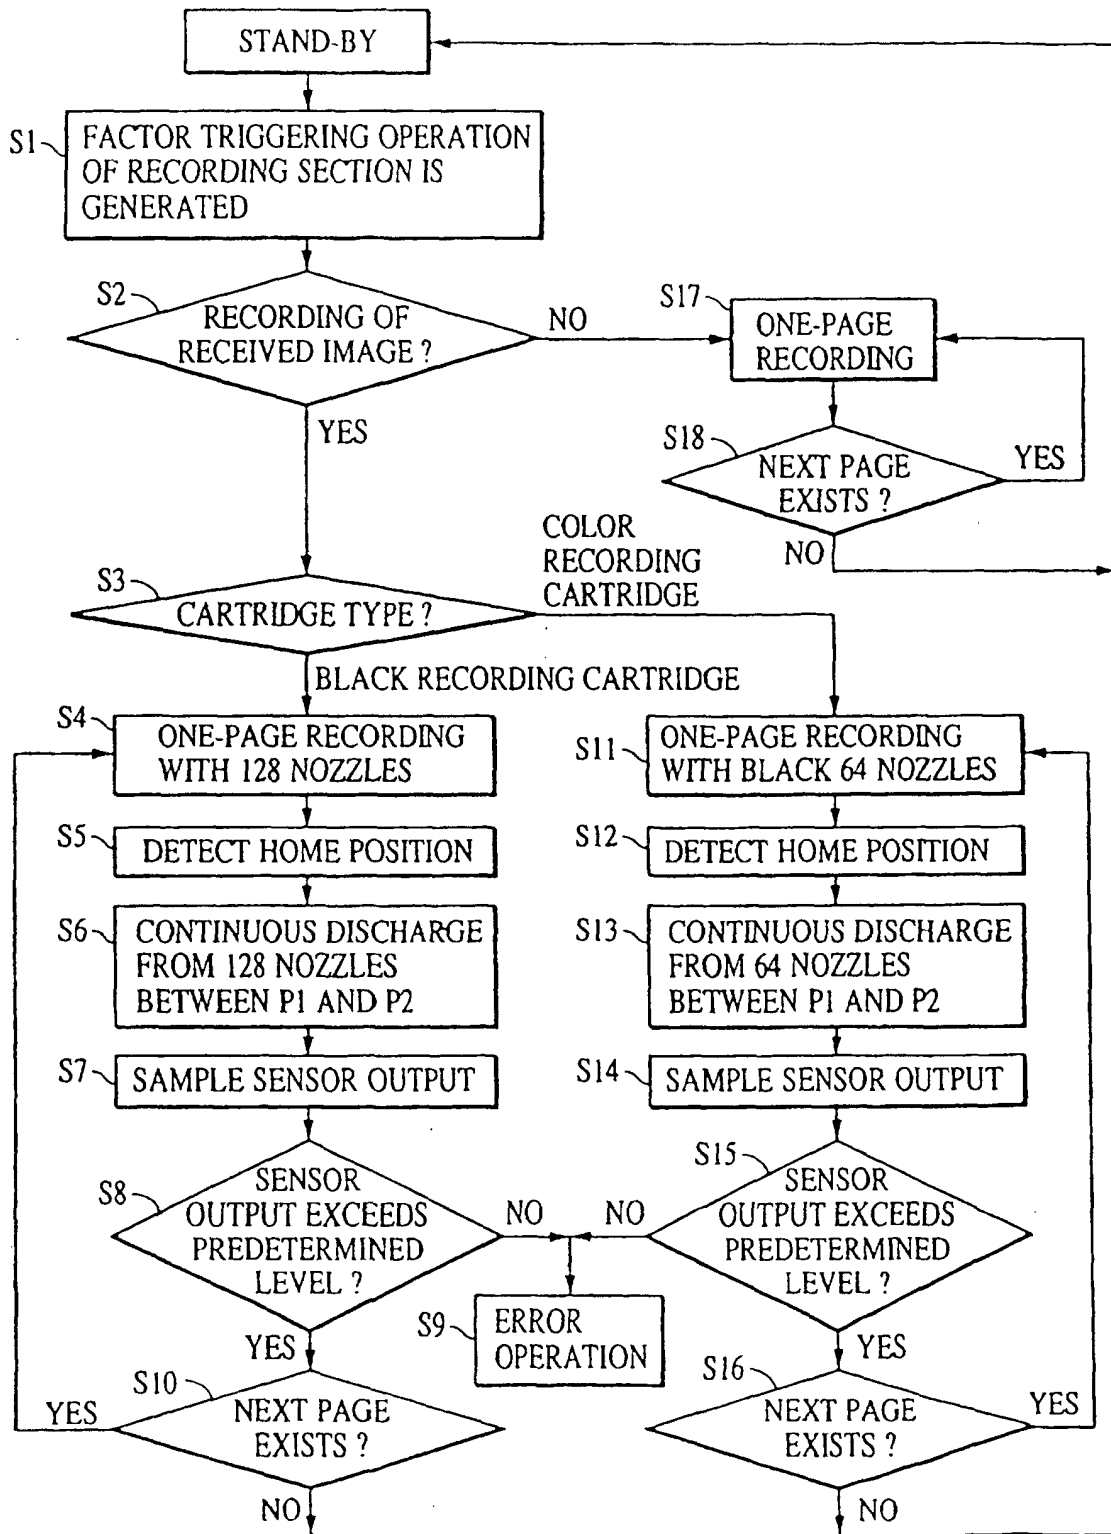 STAND-BY
S1
FACTOR TRIGGERING OPERATION
OF RECORDING SECTION IS
GENERATED
S2
RECORDING OF
RECEIVED IMAGE ?
NO
YES
S17
ONE-PAGE
RECORDING
S18
NEXT PAGE
EXISTS ?
YES
NO
S3
CARTRIDGE TYPE ?
COLOR
RECORDING
CARTRIDGE
BLACK RECORDING CARTRIDGE
S4
ONE-PAGE RECORDING
WITH 128 NOZZLES
S11
ONE-PAGE RECORDING
WITH BLACK 64 NOZZLES
S5
DETECT HOME POSITION
S12
DETECT HOME POSITION
S6
CONTINUOUS DISCHARGE
FROM 128 NOZZLES
BETWEEN P1 AND P2
S13
CONTINUOUS DISCHARGE
FROM 64 NOZZLES
BETWEEN P1 AND P2
S7
SAMPLE SENSOR OUTPUT
S14
SAMPLE SENSOR OUTPUT
S8
SENSOR
OUTPUT EXCEEDS
PREDETERMINED
LEVEL ?
NO
YES
S15
SENSOR
OUTPUT EXCEEDS
PREDETERMINED
LEVEL ?
NO
YES
S9
ERROR
OPERATION
S10
NEXT PAGE
EXISTS ?
YES
NO
S16
NEXT PAGE
EXISTS ?
YES
NO